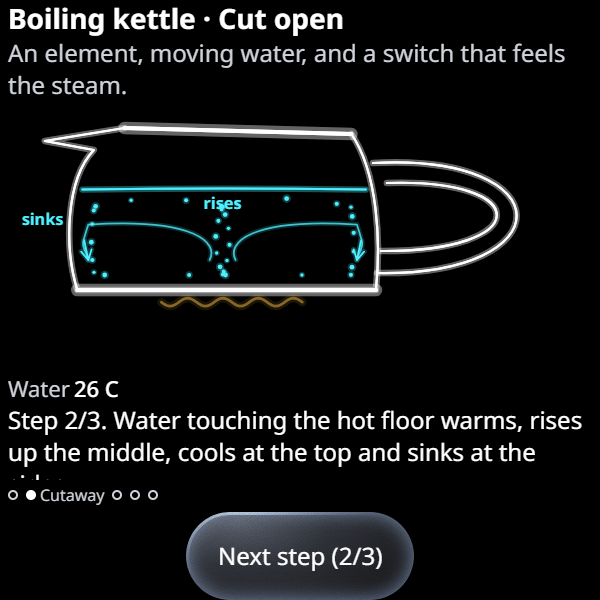 Boiling kettle · Cut open
An element, moving water, and a switch that feels
the steam.
rises
sinks
Water 26 C
Step 2/3. Water touching the hot floor warms, rises
up the middle, cools at the top and sinks at the
Cutaway
Next step (2/3)